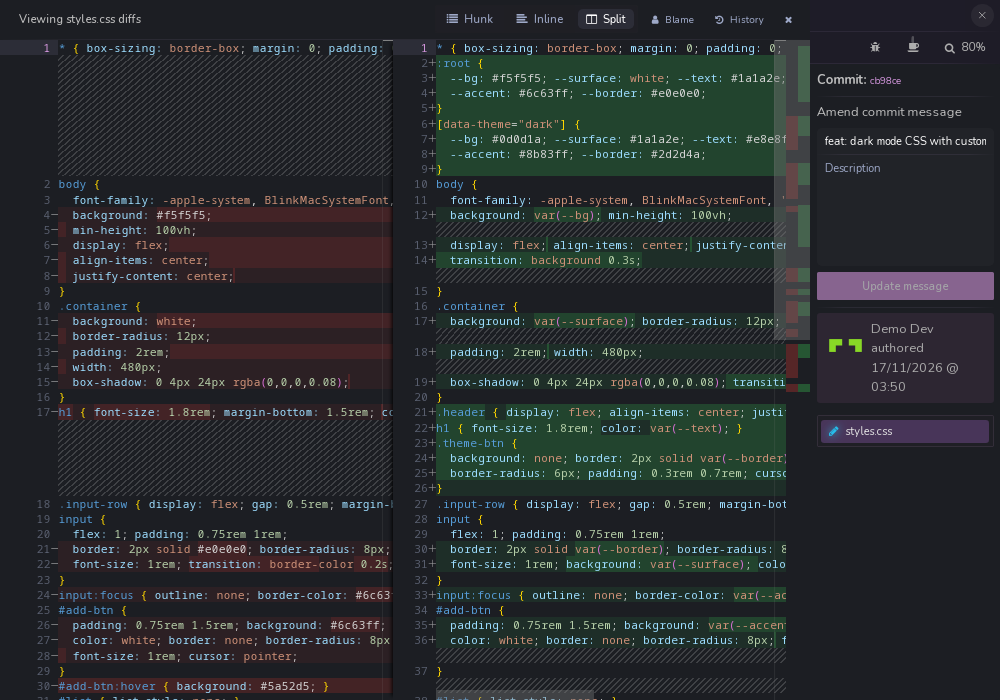 Viewing styles.css diffs
Hunk
Inline
Split
Blame
History
80%
1 * { box-sizing: border-box; margin: 0; padding:
2 body {
3   font-family: -apple-system, BlinkMacSystemFont,
4−  background: #f5f5f5;
5−  min-height: 100vh;
6−  display: flex;
7−  align-items: center;
8−  justify-content: center;
9 }
10 .container {
11−  background: white;
12−  border-radius: 12px;
13−  padding: 2rem;
14−  width: 480px;
15−  box-shadow: 0 4px 24px rgba(0,0,0,0.08);
16 }
17−h1 { font-size: 1.8rem; margin-bottom: 1.5rem; co
18 .input-row { display: flex; gap: 0.5rem; margin-
19 input {
20   flex: 1; padding: 0.75rem 1rem;
21−  border: 2px solid #e0e0e0; border-radius: 8px;
22−  font-size: 1rem; transition: border-color 0.2s;
23 }
24−input:focus { outline: none; border-color: #6c63
25 #add-btn {
26−  padding: 0.75rem 1.5rem; background: #6c63ff;
27−  color: white; border: none; border-radius: 8px
28−  font-size: 1rem; cursor: pointer;
29 }
30−#add-btn:hover { background: #5a52d5; }
1 * { box-sizing: border-box; margin: 0; padding: 0;
2+:root {
3+  --bg: #f5f5f5; --surface: white; --text: #1a1a2e;
4+  --accent: #6c63ff; --border: #e0e0e0;
5+}
6+[data-theme="dark"] {
7+  --bg: #0d0d1a; --surface: #1a1a2e; --text: #e8e8f
8+  --accent: #8b83ff; --border: #2d2d4a;
9+}
10 body {
11   font-family: -apple-system, BlinkMacSystemFont, '
12+  background: var(--bg); min-height: 100vh;
13+  display: flex; align-items: center; justify-conten
14+  transition: background 0.3s;
15 }
16 .container {
17+  background: var(--surface); border-radius: 12px;
18+  padding: 2rem; width: 480px;
19+  box-shadow: 0 4px 24px rgba(0,0,0,0.08); transiti
20 }
21+.header { display: flex; align-items: center; justi
22+h1 { font-size: 1.8rem; color: var(--text); }
23+.theme-btn {
24+  background: none; border: 2px solid var(--border)
25+  border-radius: 6px; padding: 0.3rem 0.7rem; curso
26+}
27 .input-row { display: flex; gap: 0.5rem; margin-bot
28 input {
29   flex: 1; padding: 0.75rem 1rem;
30+  border: 2px solid var(--border); border-radius: 8
31+  font-size: 1rem; background: var(--surface); colo
32 }
33+input:focus { outline: none; border-color: var(--ac
34 #add-btn {
35+  padding: 0.75rem 1.5rem; background: var(--accent
36+  color: white; border: none; border-radius: 8px; f
37 }
Commit: cb98ce
Amend commit message
feat: dark mode CSS with custom
Description
Update message
Demo Dev
authored
17/11/2026 @
03:50
styles.css